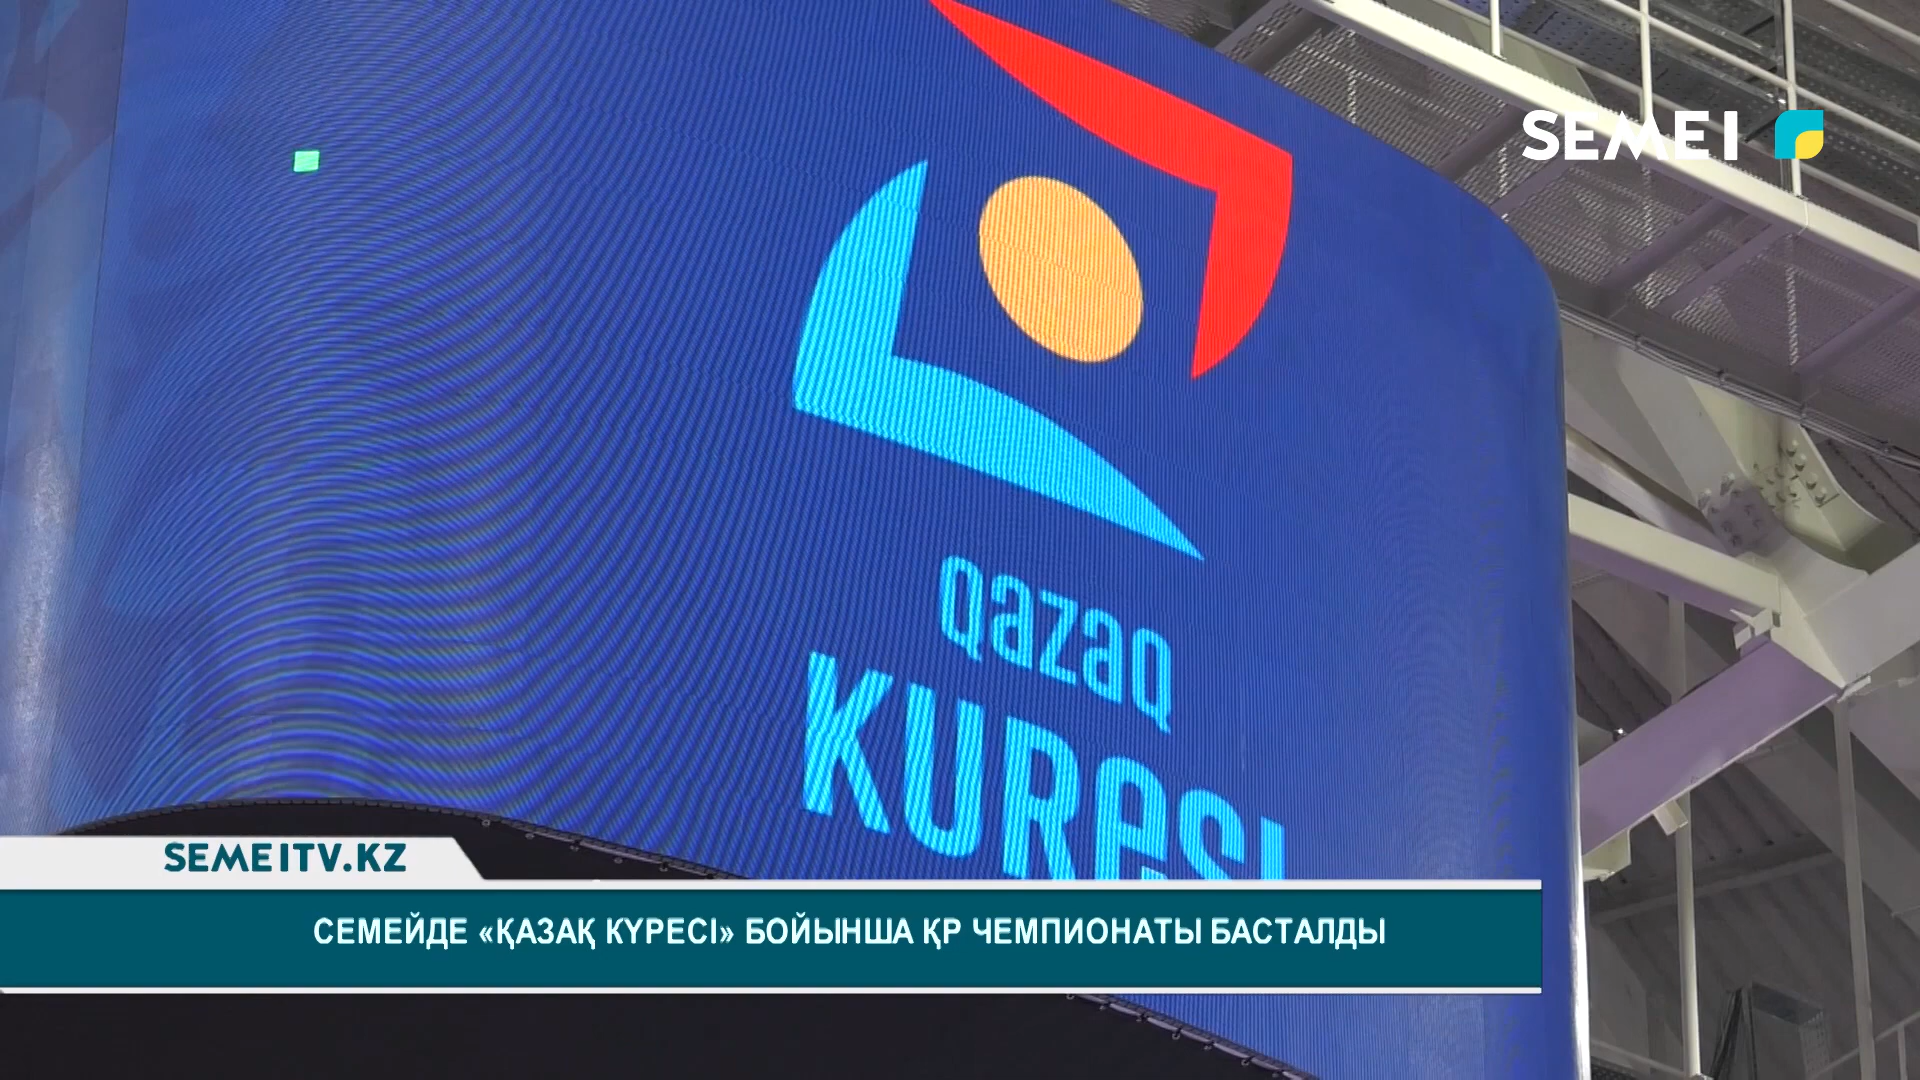 SEMEI
qazaq
KURESI
SEMEITV.KZ
СЕМЕЙДЕ «ҚАЗАҚ КҮРЕСІ» БОЙЫНША ҚР ЧЕМПИОНАТЫ БАСТАЛДЫ